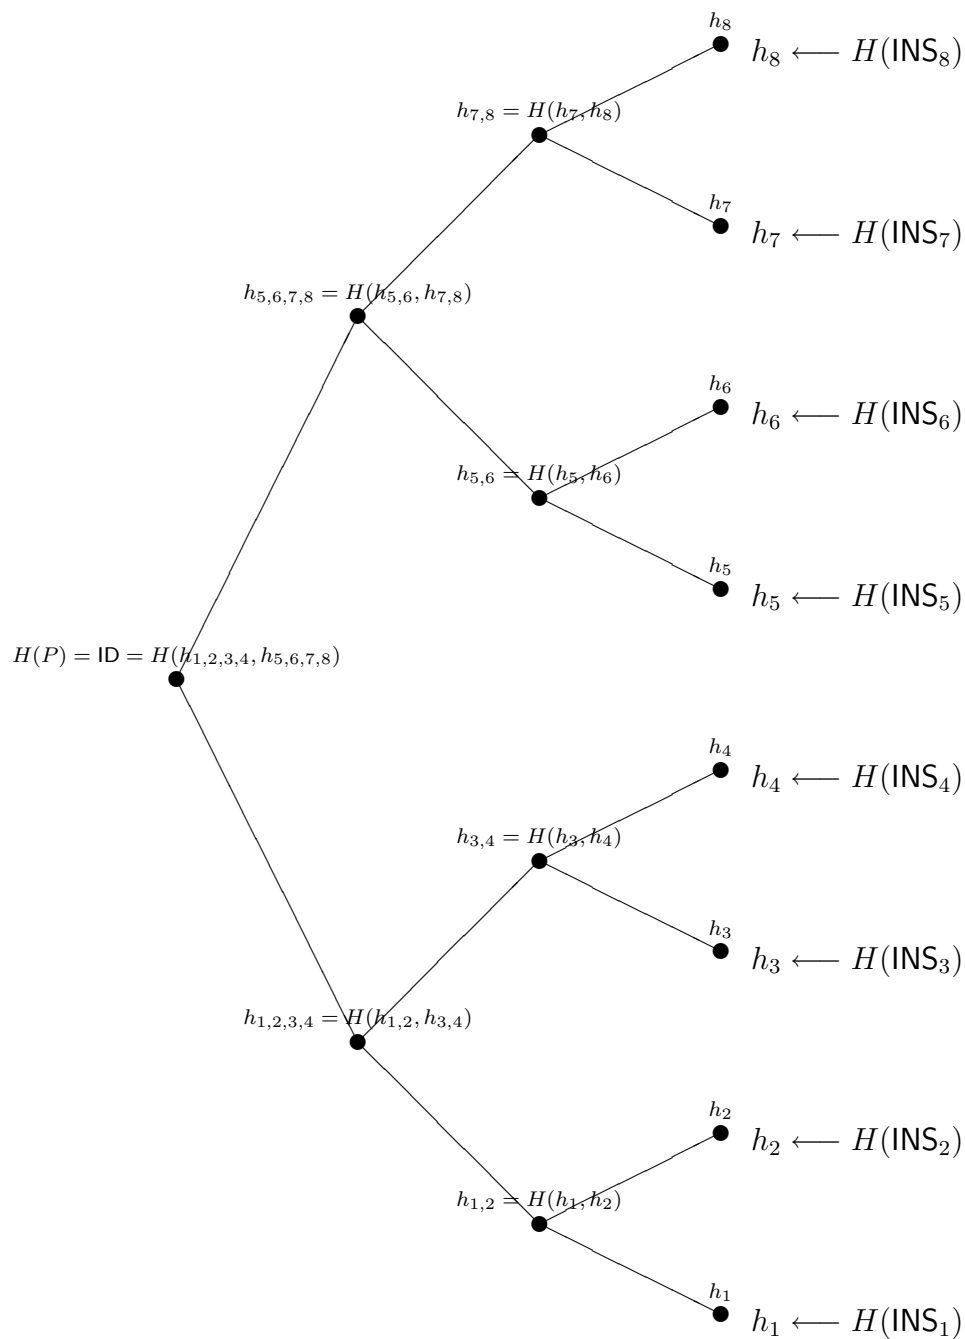 h₈
h₈ ⟵ H(INS₈)
h₇,₈ = H(h₇, h₈)
h₇
h₇ ⟵ H(INS₇)
h₅,₆,₇,₈ = H(h₅,₆, h₇,₈)
h₆
h₆ ⟵ H(INS₆)
h₅,₆ = H(h₅, h₆)
h₅
h₅ ⟵ H(INS₅)
H(P) = ID = H(h₁,₂,₃,₄, h₅,₆,₇,₈)
h₄
h₄ ⟵ H(INS₄)
h₃,₄ = H(h₃, h₄)
h₃
h₃ ⟵ H(INS₃)
h₁,₂,₃,₄ = H(h₁,₂, h₃,₄)
h₂
h₂ ⟵ H(INS₂)
h₁,₂ = H(h₁, h₂)
h₁
h₁ ⟵ H(INS₁)